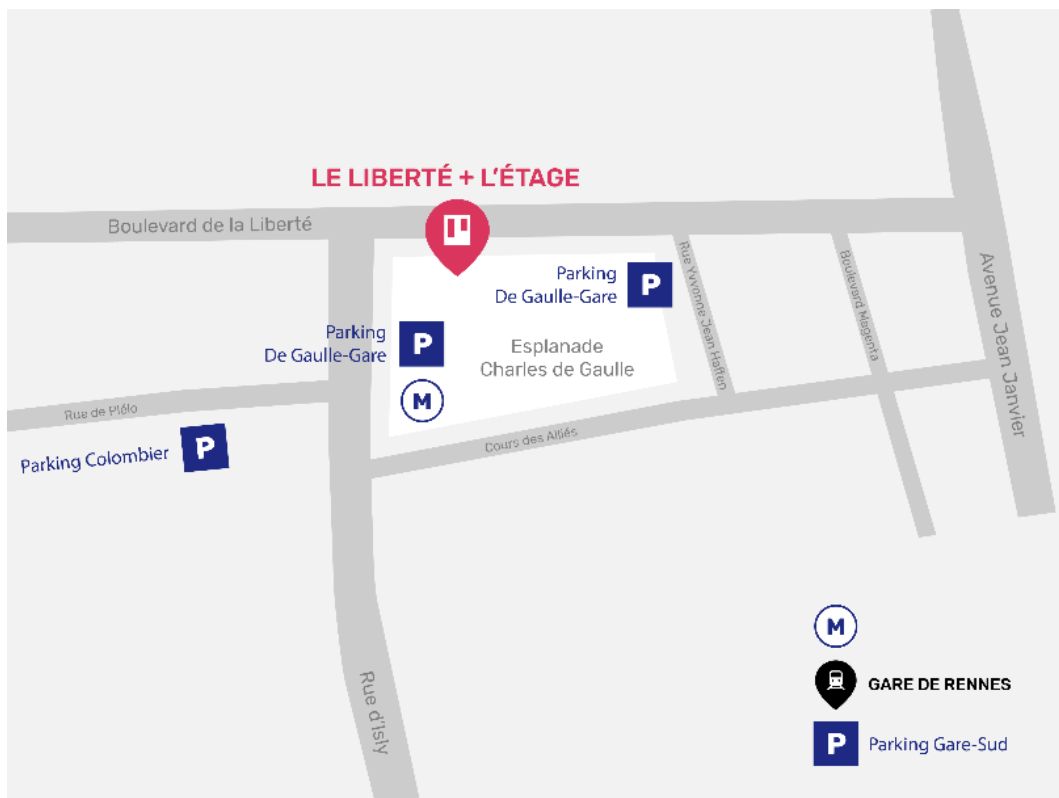 LE LIBERTÉ + L'ÉTAGE
Boulevard de la Liberté
Parking
De Gaulle-Gare
P
Rue Yvonne Jean Haffen
Boulevard Magenta
Avenue Jean Janvier
Parking
De Gaulle-Gare
P
Esplanade
Charles de Gaulle
M
Rue de Plélo
Parking Colombier
P
Cours des Alliés
Rue d'Isly
M
GARE DE RENNES
P
Parking Gare-Sud